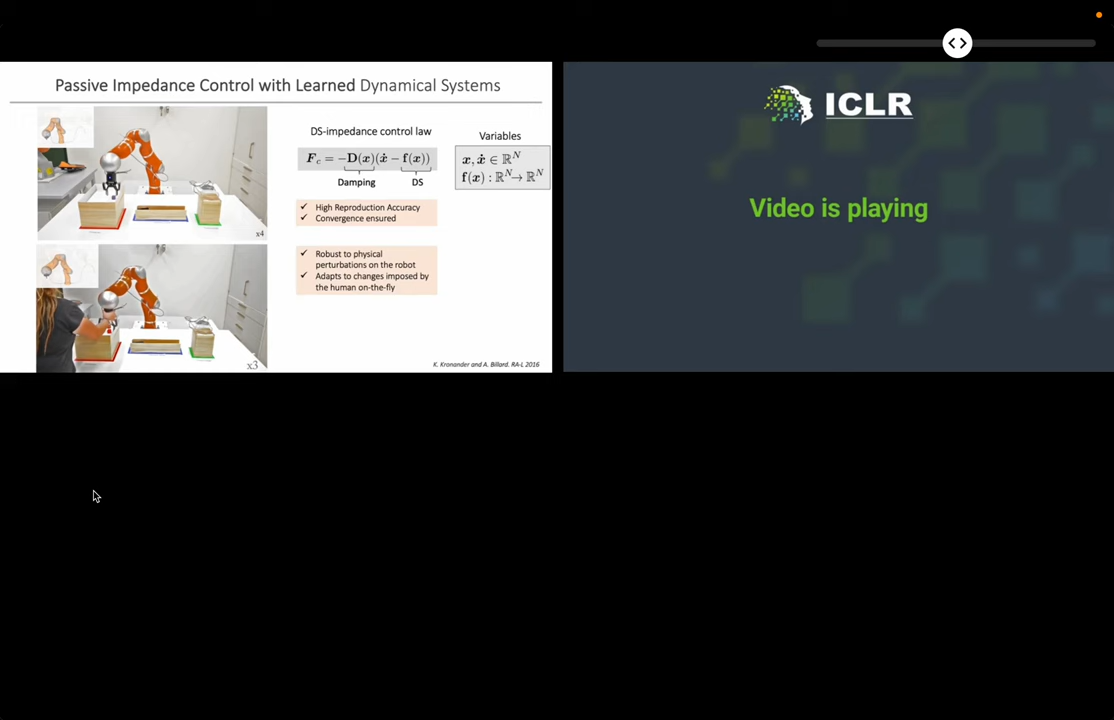 Passive Impedance Control with Learned Dynamical Systems
x4
x3
DS-impedance control law
F_c = −D(x)(ẋ − f(x))
Damping
DS
✓ High Reproduction Accuracy
✓ Convergence ensured
✓ Robust to physical
perturbations on the robot
✓ Adapts to changes imposed by
the human on-the-fly
Variables
x, ẋ ∈ ℝ^N
f(x) : ℝ^N → ℝ^N
K. Kronander and A. Billard. RA-L 2016
ICLR
Video is playing